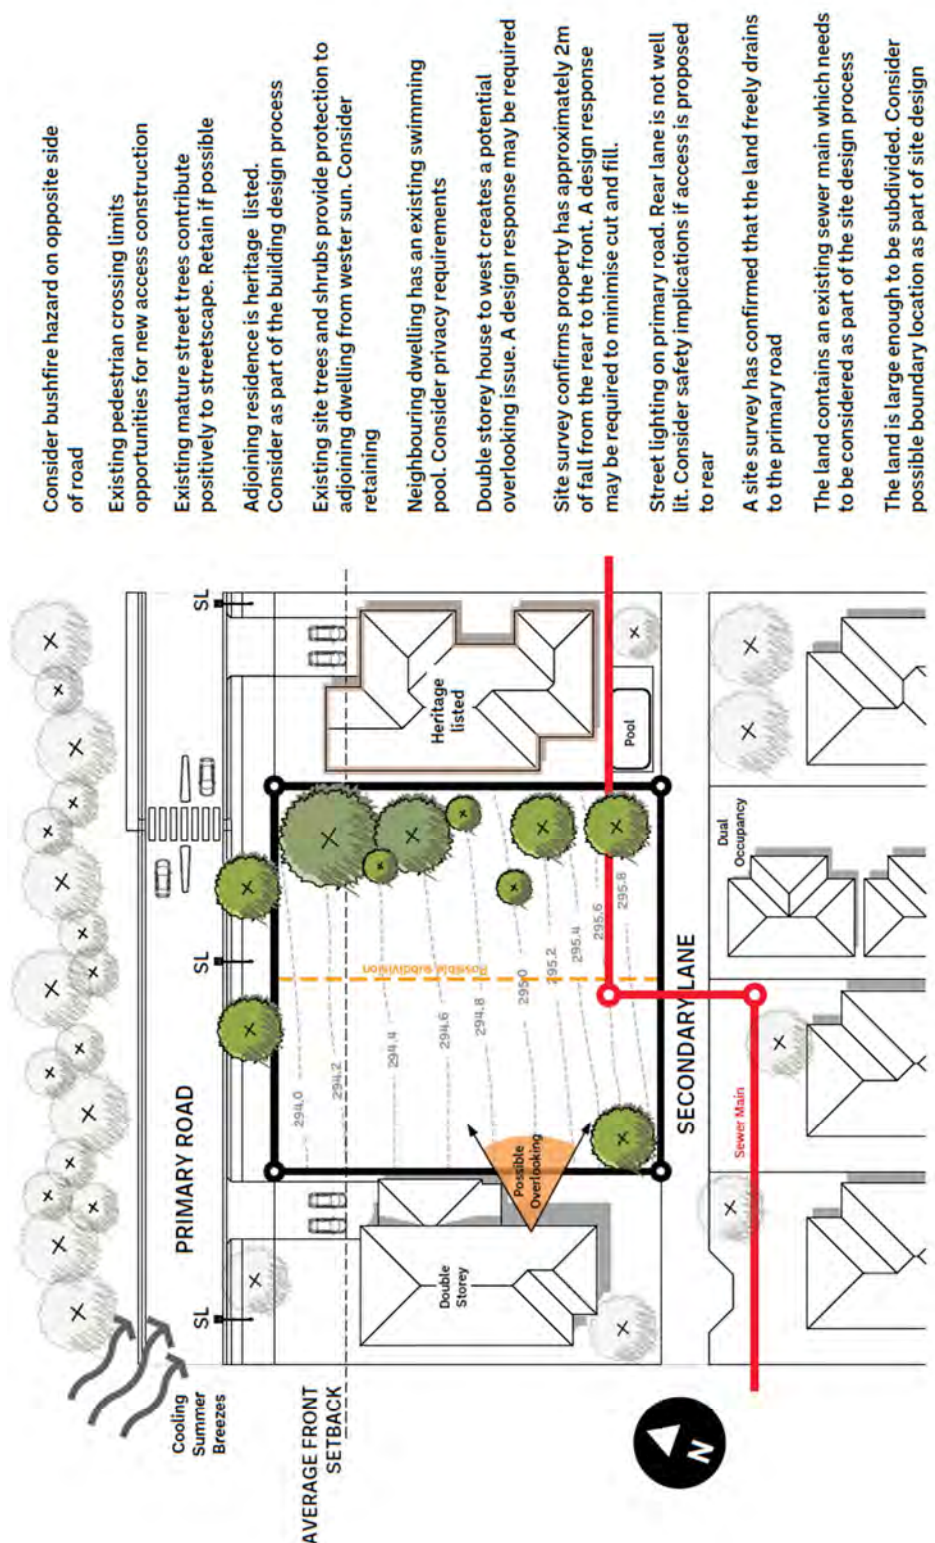 Consider bushfire hazard on opposite side
of road
Existing pedestrian crossing limits
opportunities for new access construction
Existing mature street trees contribute
positively to streetscape. Retain if possible
Adjoining residence is heritage listed.
Consider as part of the building design process
Existing site trees and shrubs provide protection to
adjoining dwelling from wester sun. Consider
retaining
Neighbouring dwelling has an existing swimming
pool. Consider privacy requirements
Double storey house to west creates a potential
overlooking issue. A design response may be required
Site survey confirms property has approximately 2m
of fall from the rear to the front. A design response
may be required to minimise cut and fill.
Street lighting on primary road. Rear lane is not well
lit. Consider safety implications if access is proposed
to rear
A site survey has confirmed that the land freely drains
to the primary road
The land contains an existing sewer main which needs
to be considered as part of the site design process
The land is large enough to be subdivided. Consider
possible boundary location as part of site design
Cooling
Summer
Breezes
PRIMARY ROAD
SL
SL
SL
AVERAGE FRONT
SETBACK
294.0
294.2
294.4
294.6
294.8
295.0
295.2
295.4
295.6
295.8
Possible subdivision
Double
Storey
Possible
Overlooking
Heritage
listed
Pool
SECONDARY LANE
Sewer Main
Dual
Occupancy
N